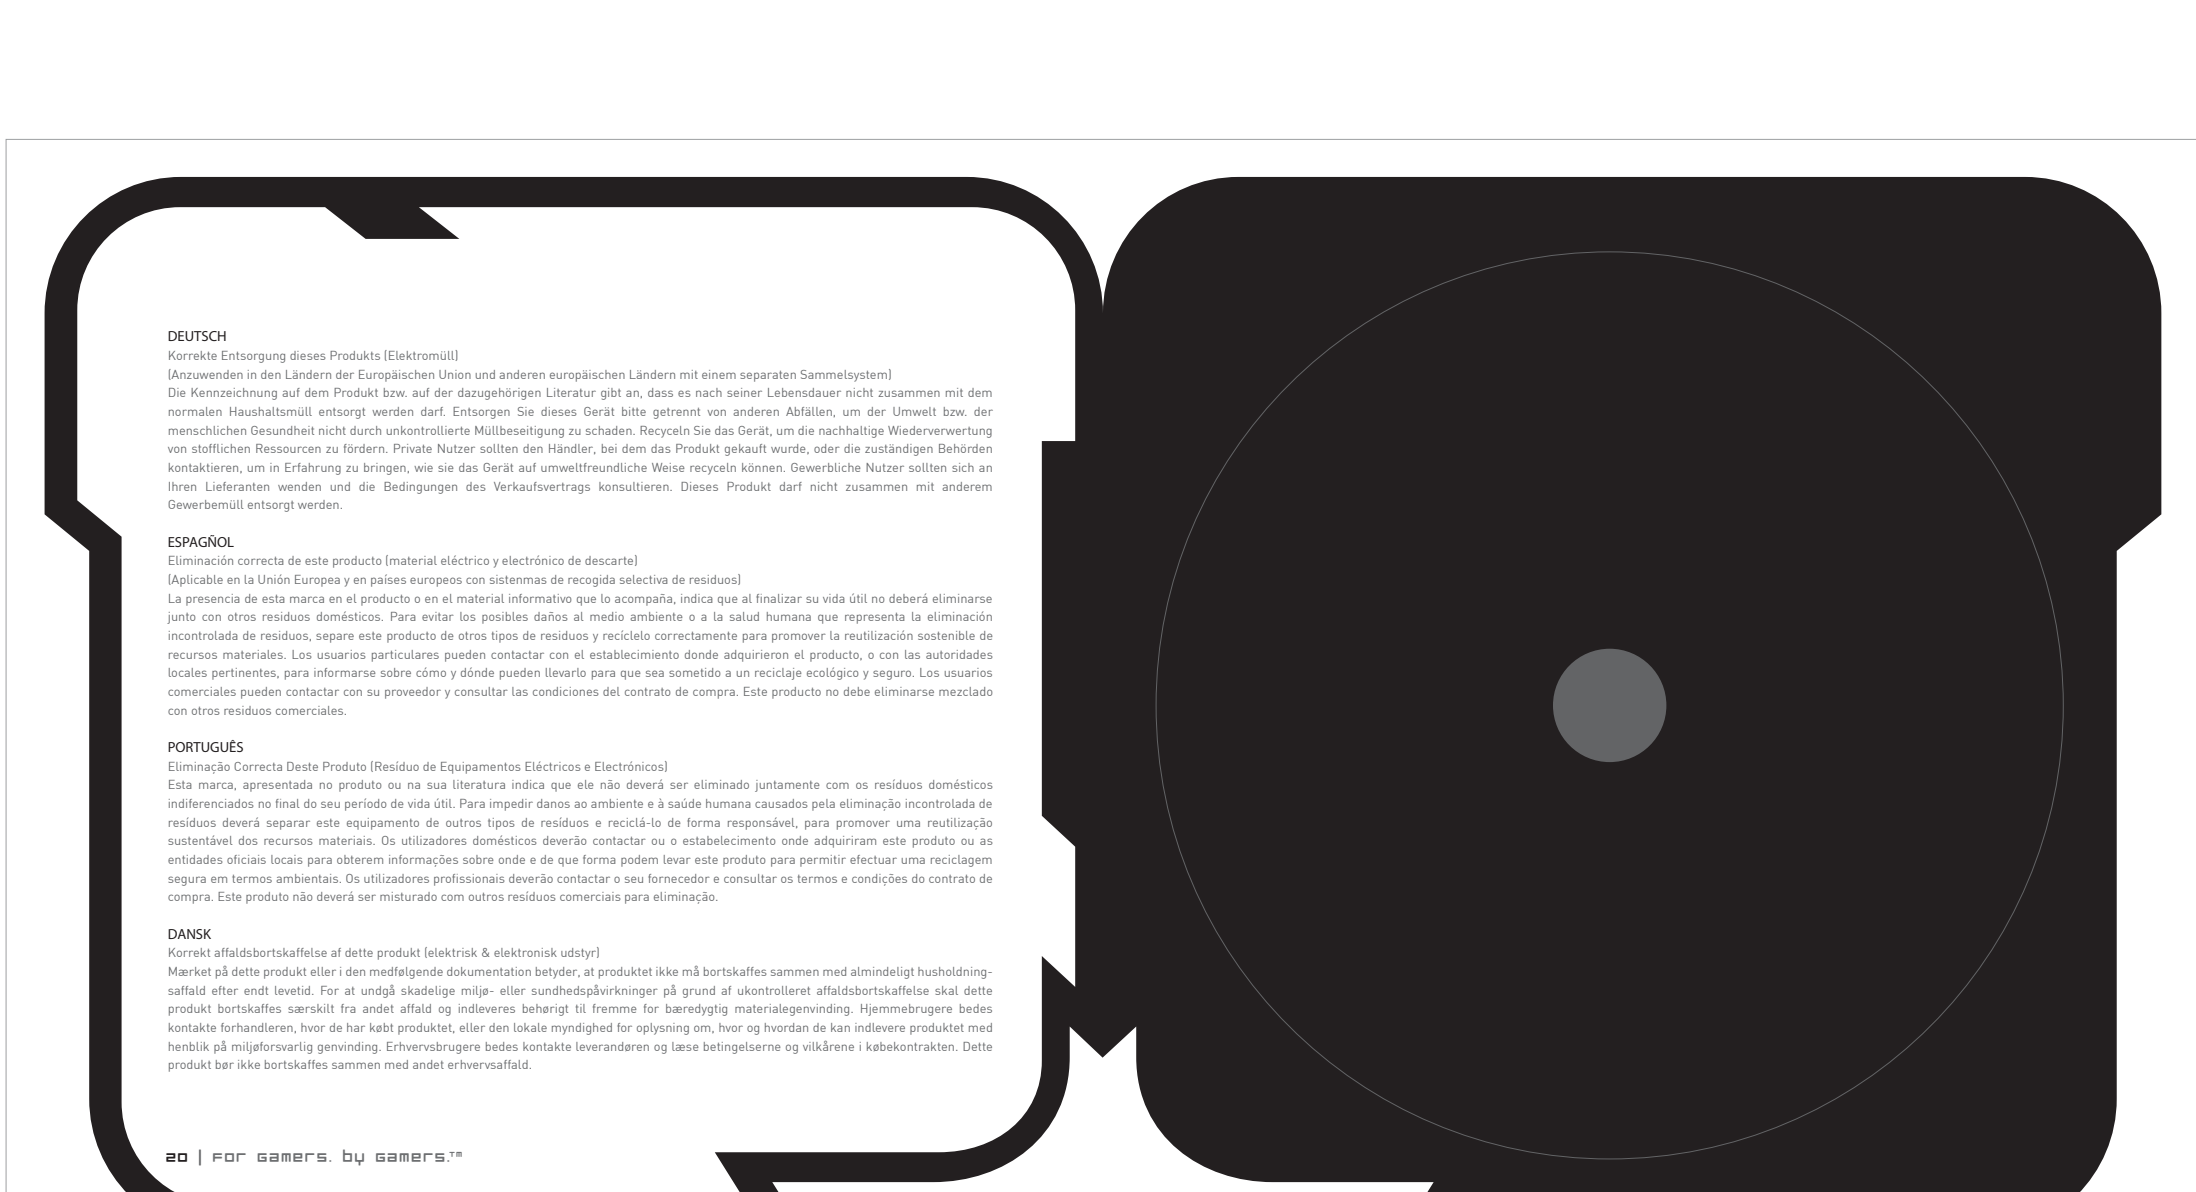 DEUTSCH
Korrekte Entsorgung dieses Produkts (Elektromüll)
(Anzuwenden in den Ländern der Europäischen Union und anderen europäischen Ländern mit einem separaten Sammelsystem)
Die Kennzeichnung auf dem Produkt bzw. auf der dazugehörigen Literatur gibt an, dass es nach seiner Lebensdauer nicht zusammen mit dem
normalen Haushaltsmüll entsorgt werden darf. Entsorgen Sie dieses Gerät bitte getrennt von anderen Abfällen, um der Umwelt bzw. der
menschlichen Gesundheit nicht durch unkontrollierte Müllbeseitigung zu schaden. Recyceln Sie das Gerät, um die nachhaltige Wiederverwertung
von stofflichen Ressourcen zu fördern. Private Nutzer sollten den Händler, bei dem das Produkt gekauft wurde, oder die zuständigen Behörden
kontaktieren, um in Erfahrung zu bringen, wie sie das Gerät auf umweltfreundliche Weise recyceln können. Gewerbliche Nutzer sollten sich an
Ihren Lieferanten wenden und die Bedingungen des Verkaufsvertrags konsultieren. Dieses Produkt darf nicht zusammen mit anderem
Gewerbemüll entsorgt werden.
ESPAGÑOL
Eliminación correcta de este producto (material eléctrico y electrónico de descarte)
(Aplicable en la Unión Europea y en países europeos con sistenmas de recogida selectiva de residuos)
La presencia de esta marca en el producto o en el material informativo que lo acompaña, indica que al finalizar su vida útil no deberá eliminarse
junto con otros residuos domésticos. Para evitar los posibles daños al medio ambiente o a la salud humana que representa la eliminación
incontrolada de residuos, separe este producto de otros tipos de residuos y recíclelo correctamente para promover la reutilización sostenible de
recursos materiales. Los usuarios particulares pueden contactar con el establecimiento donde adquirieron el producto, o con las autoridades
locales pertinentes, para informarse sobre cómo y dónde pueden llevarlo para que sea sometido a un reciclaje ecológico y seguro. Los usuarios
comerciales pueden contactar con su proveedor y consultar las condiciones del contrato de compra. Este producto no debe eliminarse mezclado
con otros residuos comerciales.
PORTUGUÊS
Eliminação Correcta Deste Produto (Resíduo de Equipamentos Eléctricos e Electrónicos)
Esta marca, apresentada no produto ou na sua literatura indica que ele não deverá ser eliminado juntamente com os resíduos domésticos
indiferenciados no final do seu período de vida útil. Para impedir danos ao ambiente e à saúde humana causados pela eliminação incontrolada de
resíduos deverá separar este equipamento de outros tipos de resíduos e reciclá-lo de forma responsável, para promover uma reutilização
sustentável dos recursos materiais. Os utilizadores domésticos deverão contactar ou o estabelecimento onde adquiriram este produto ou as
entidades oficiais locais para obterem informações sobre onde e de que forma podem levar este produto para permitir efectuar uma reciclagem
segura em termos ambientais. Os utilizadores profissionais deverão contactar o seu fornecedor e consultar os termos e condições do contrato de
compra. Este produto não deverá ser misturado com outros resíduos comerciais para eliminação.
DANSK
Korrekt affaldsbortskaffelse af dette produkt (elektrisk & elektronisk udstyr)
Mærket på dette produkt eller i den medfølgende dokumentation betyder, at produktet ikke må bortskaffes sammen med almindeligt husholdning-
saffald efter endt levetid. For at undgå skadelige miljø- eller sundhedspåvirkninger på grund af ukontrolleret affaldsbortskaffelse skal dette
produkt bortskaffes særskilt fra andet affald og indleveres behørigt til fremme for bæredygtig materialegenvinding. Hjemmebrugere bedes
kontakte forhandleren, hvor de har købt produktet, eller den lokale myndighed for oplysning om, hvor og hvordan de kan indlevere produktet med
henblik på miljøforsvarlig genvinding. Erhvervsbrugere bedes kontakte leverandøren og læse betingelserne og vilkårene i købekontrakten. Dette
produkt bør ikke bortskaffes sammen med andet erhvervsaffald.
20 | For Gamers. by Gamers.™